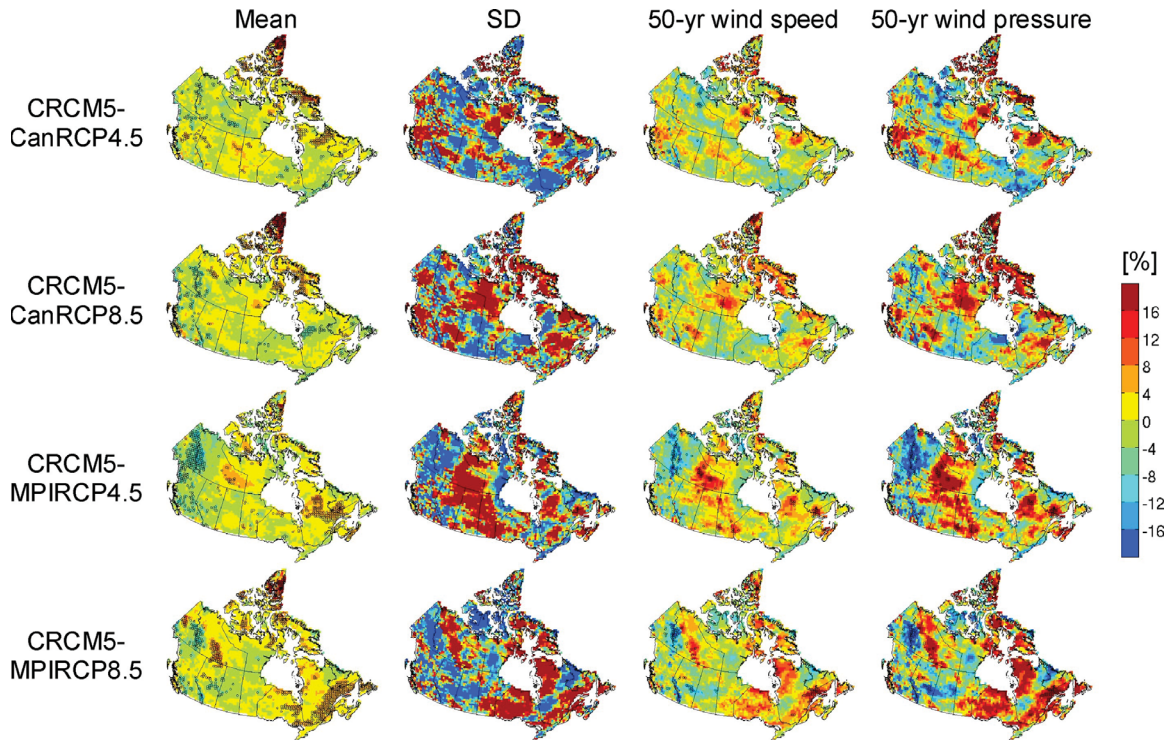 Mean SD 50-yr wind speed 50-yr wind pressure
CRCM5-
CanRCP4.5
CRCM5-
CanRCP8.5
[%]
16
12
8
4
0
-4
-8
-12
-16
CRCM5-
MPIRCP4.5
CRCM5-
MPIRCP8.5